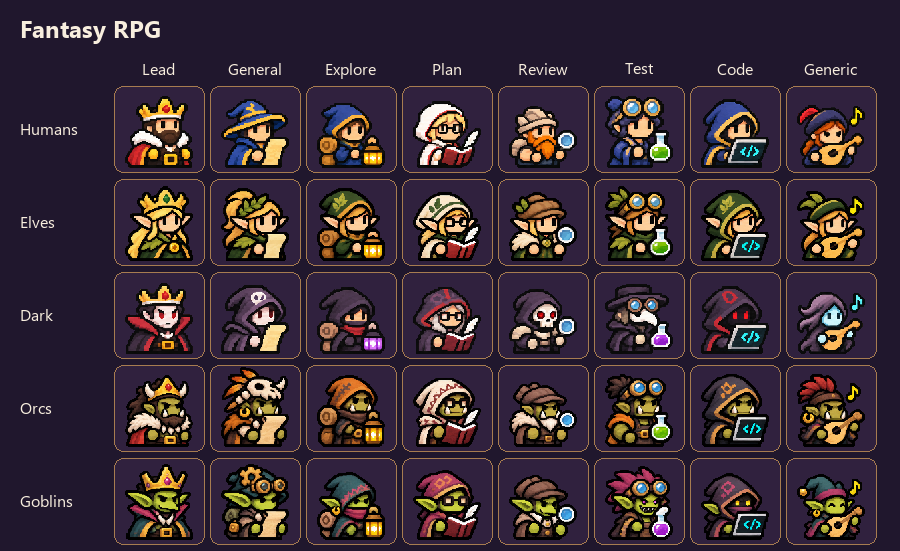 Fantasy RPG
Lead General Explore Plan Review Test Code Generic
Humans
</>
Elves
</>
Dark
</>
Orcs
</>
Goblins
</>